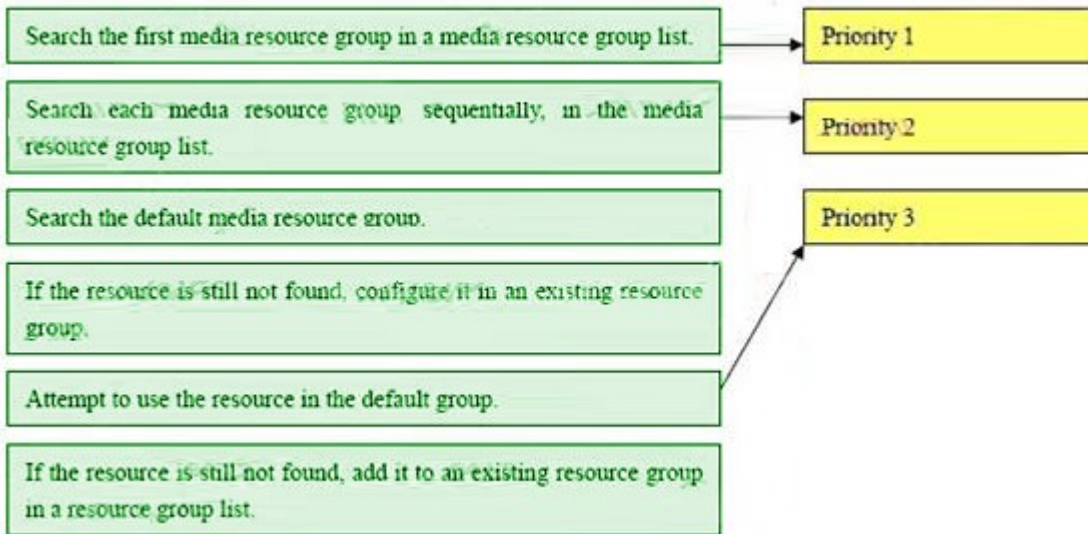 Search the first media resource group in a media resource group list.
Priority 1
Search each media resource group sequentially, in the media
resource group list.
Priority 2
Search the default media resource group.
Priority 3
If the resource is still not found, configure it in an existing resource
group.
Attempt to use the resource in the default group.
If the resource is still not found, add it to an existing resource group
in a resource group list.